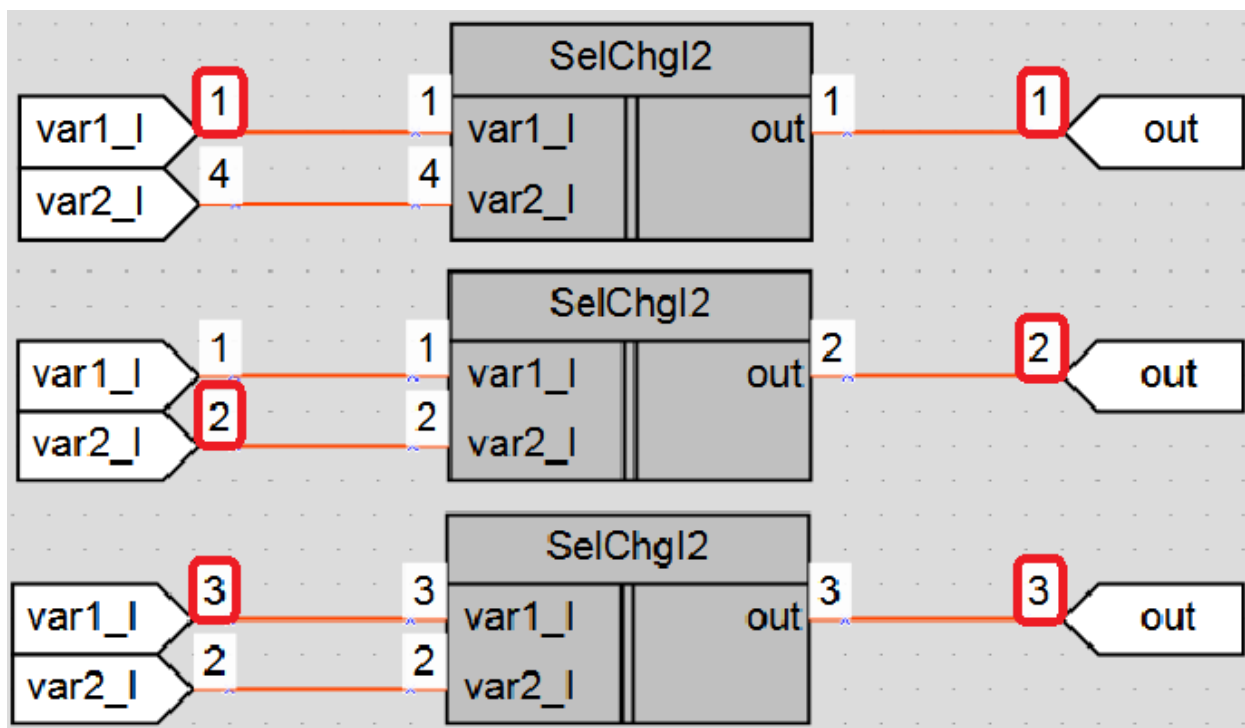 SelChgI2
1 1 1 1
var1_I var1_I out out
4 4
var2_I var2_I
SelChgI2
1 1 2 2
var1_I var1_I out out
2 2
var2_I var2_I
SelChgI2
3 3 3 3
var1_I var1_I out out
2 2
var2_I var2_I